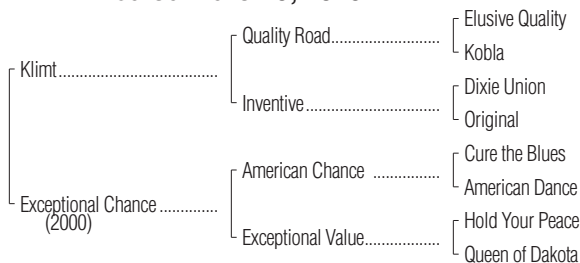 Elusive Quality
Quality Road
Kobla
Klimt
Dixie Union
Inventive
Original
Cure the Blues
American Chance
American Dance
Exceptional Chance
(2000)
Hold Your Peace
Exceptional Value
Queen of Dakota